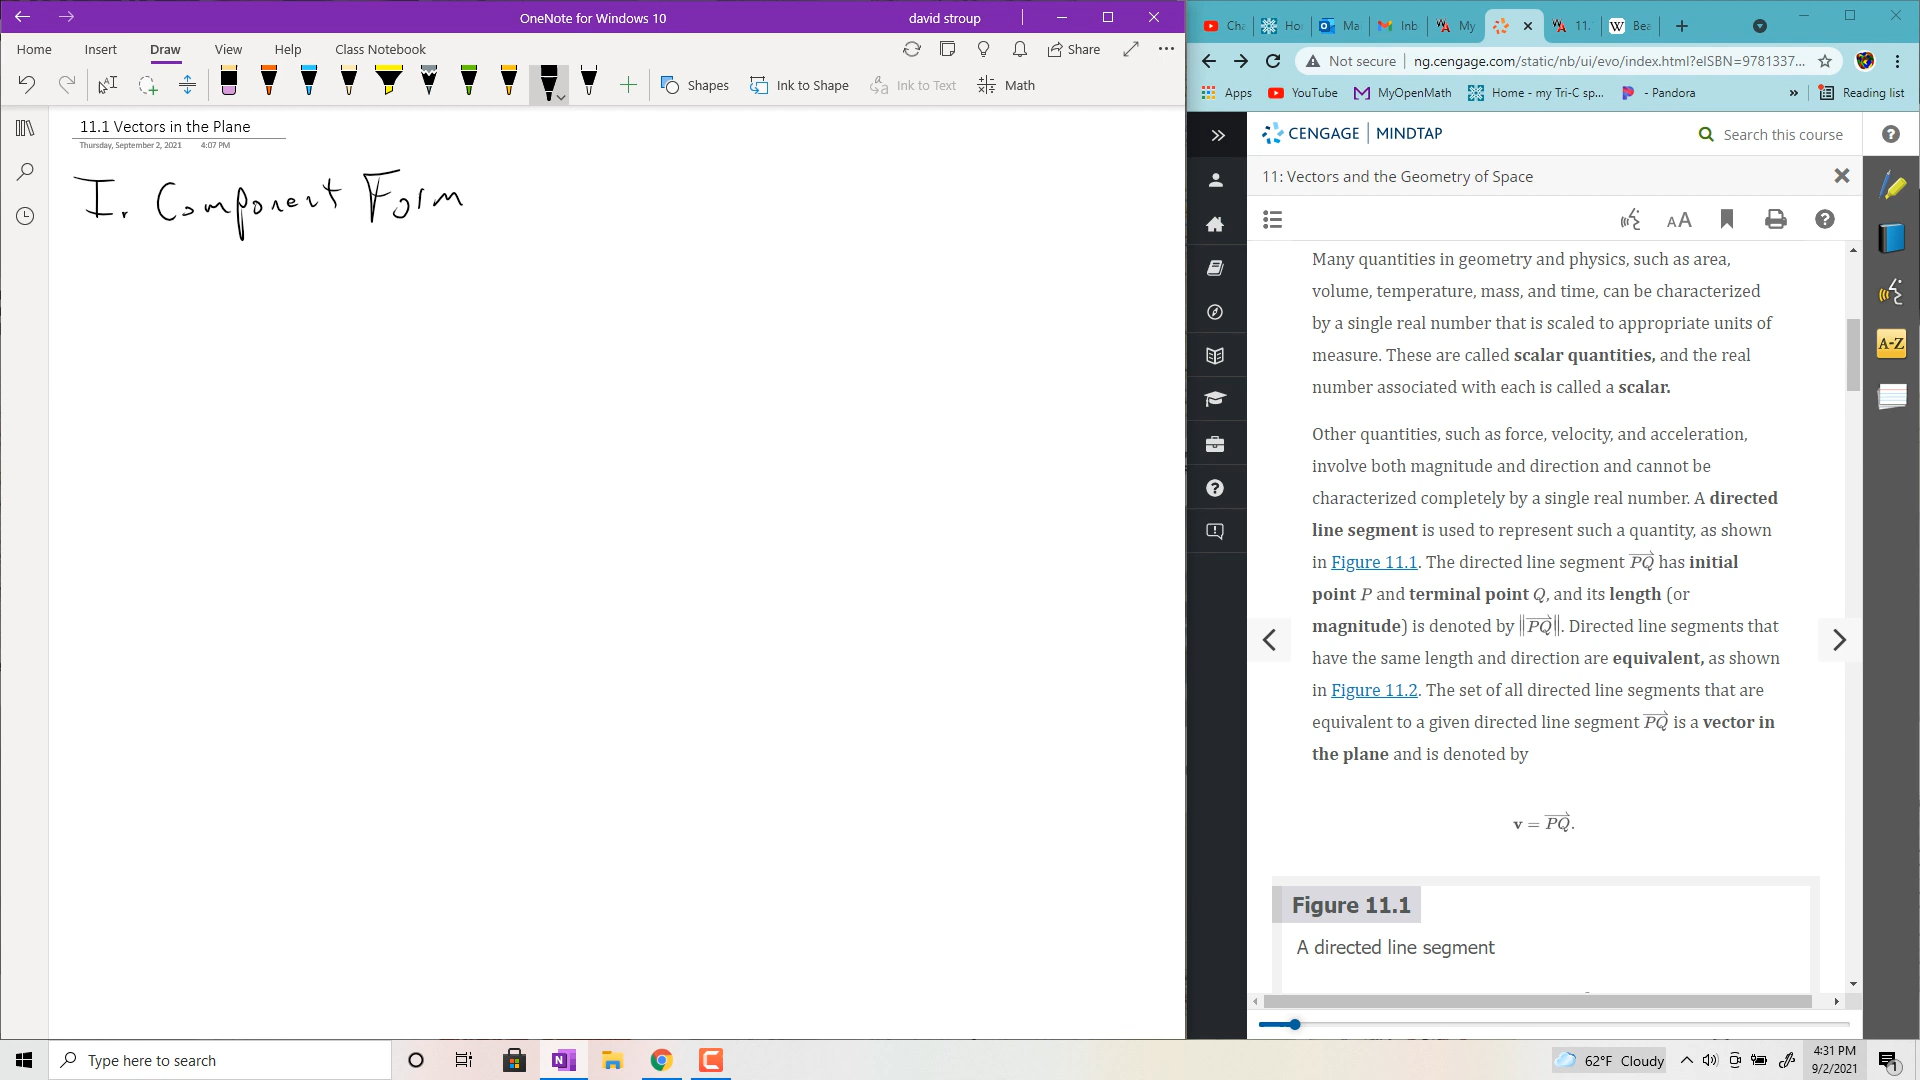 OneNote for Windows 10
david stroup
Home Insert Draw View Help Class Notebook
Share
Shapes Ink to Shape Ink to Text Math
11.1 Vectors in the Plane
Thursday, September 2, 2021 4:07 PM
I. Component Form
Ho Ma Inb My 11. Bea
Not secure ng.cengage.com/static/nb/ui/evo/index.html?eISBN=9781337...
Apps YouTube MyOpenMath Home - my Tri-C sp... - Pandora » Reading list
CENGAGE MINDTAP
Search this course
11: Vectors and the Geometry of Space
AA
Many quantities in geometry and physics, such as area,
volume, temperature, mass, and time, can be characterized
by a single real number that is scaled to appropriate units of
measure. These are called scalar quantities, and the real
number associated with each is called a scalar.
Other quantities, such as force, velocity, and acceleration,
involve both magnitude and direction and cannot be
characterized completely by a single real number. A directed
line segment is used to represent such a quantity, as shown
in Figure 11.1. The directed line segment PQ has initial
point P and terminal point Q, and its length (or
magnitude) is denoted by ‖PQ‖. Directed line segments that
have the same length and direction are equivalent, as shown
in Figure 11.2. The set of all directed line segments that are
equivalent to a given directed line segment PQ is a vector in
the plane and is denoted by
v = PQ.
Figure 11.1
A directed line segment
A-Z
Type here to search
62°F Cloudy
4:31 PM
9/2/2021
1